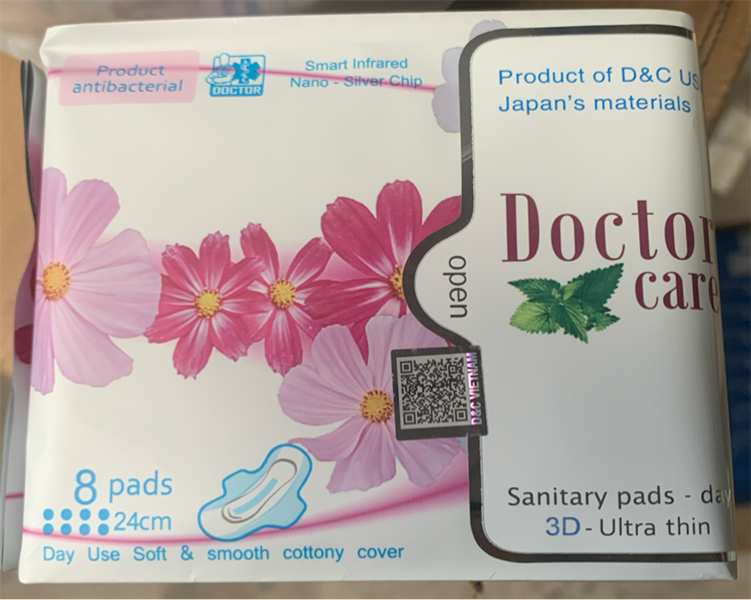 Product
antibacterial
DOCTOR
Smart Infrared
Nano - Silver Chip
Product of D&C US
Japan's materials
Doctor
care
open
D&C VIETNAM
8 pads
24cm
Day Use Soft & smooth cottony cover
Sanitary pads - day
3D - Ultra thin